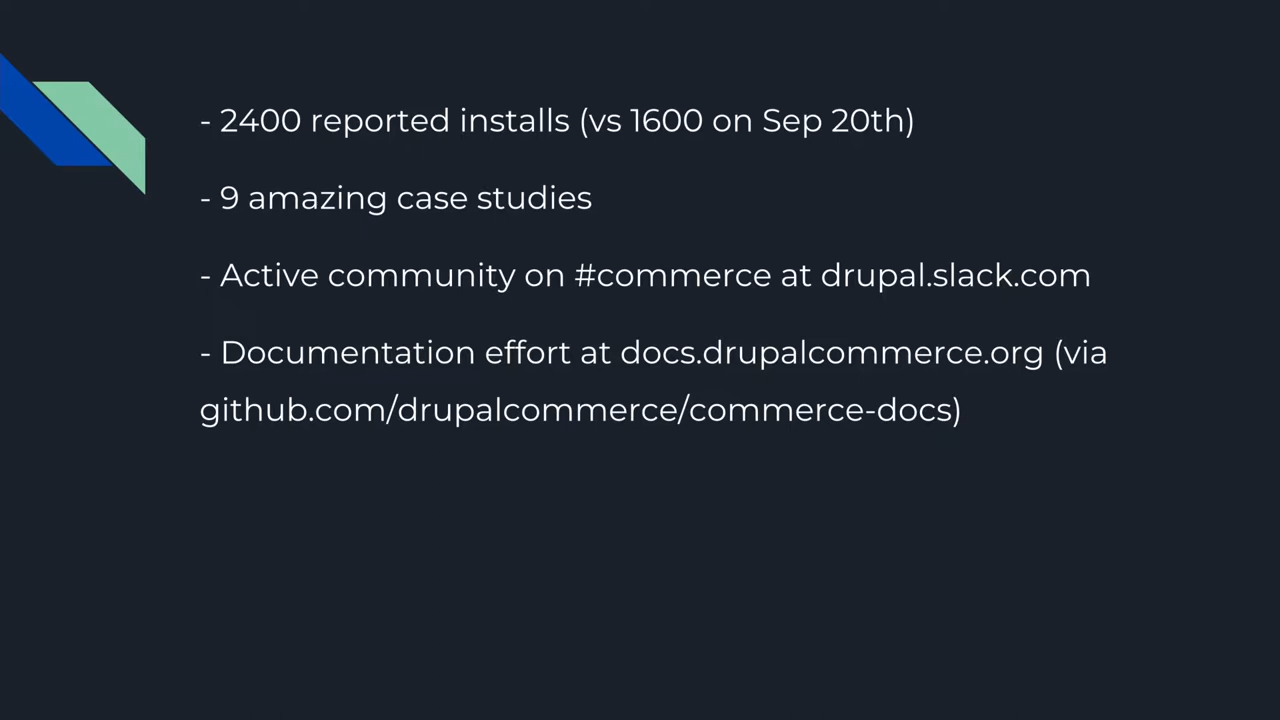 - 2400 reported installs (vs 1600 on Sep 20th)
- 9 amazing case studies
- Active community on #commerce at drupal.slack.com
- Documentation effort at docs.drupalcommerce.org (via
github.com/drupalcommerce/commerce-docs)